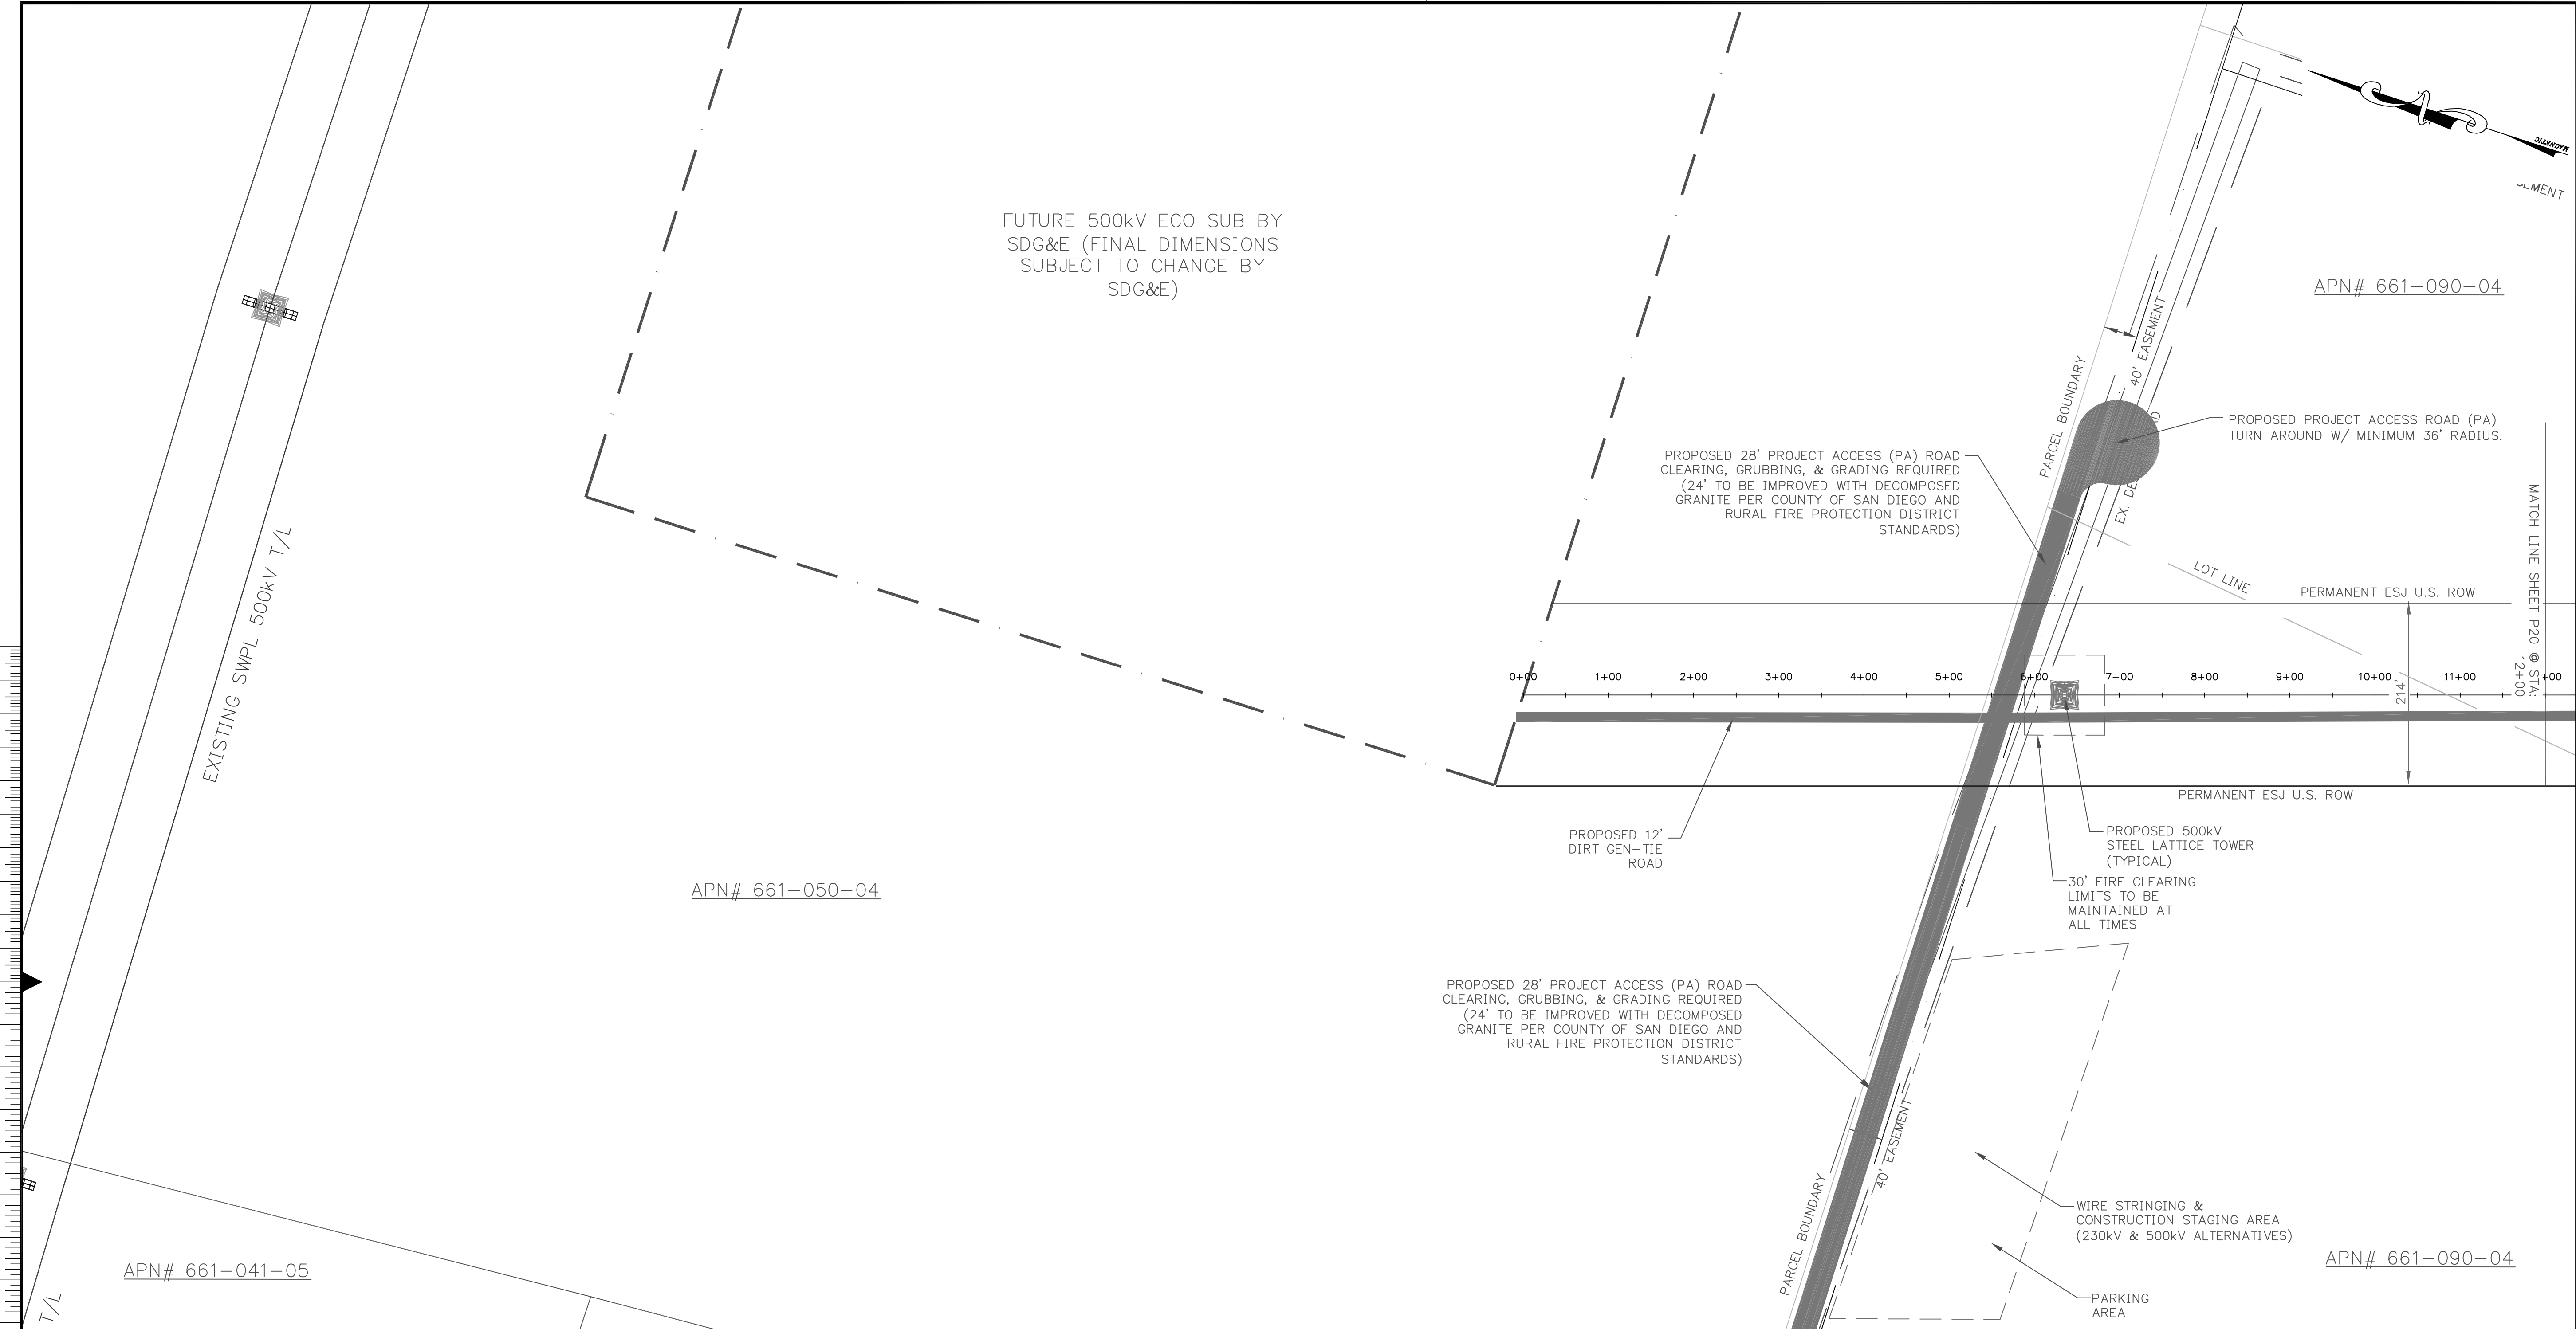 MAGNETIC
FUTURE 500kV ECO SUB BY
SDG&E (FINAL DIMENSIONS
SUBJECT TO CHANGE BY
SDG&E)
APN# 661-090-04
40' EASEMENT
PARCEL BOUNDARY
PROPOSED PROJECT ACCESS ROAD (PA)
TURN AROUND W/ MINIMUM 36' RADIUS.
PROPOSED 28' PROJECT ACCESS (PA) ROAD
CLEARING, GRUBBING, & GRADING REQUIRED
(24' TO BE IMPROVED WITH DECOMPOSED
GRANITE PER COUNTY OF SAN DIEGO AND
RURAL FIRE PROTECTION DISTRICT
STANDARDS)
EX.
LOT LINE
PERMANENT ESJ U.S. ROW
MATCH LINE SHEET P20 @ STA:
12+00
EXISTING SWPL 500kV T/L
0+00 1+00 2+00 3+00 4+00 5+00 6+00 7+00 8+00 9+00 10+00 11+00
214'
PERMANENT ESJ U.S. ROW
PROPOSED 12'
DIRT GEN-TIE
ROAD
PROPOSED 500kV
STEEL LATTICE TOWER
(TYPICAL)
30' FIRE CLEARING
LIMITS TO BE
MAINTAINED AT
ALL TIMES
APN# 661-050-04
PROPOSED 28' PROJECT ACCESS (PA) ROAD
CLEARING, GRUBBING, & GRADING REQUIRED
(24' TO BE IMPROVED WITH DECOMPOSED
GRANITE PER COUNTY OF SAN DIEGO AND
RURAL FIRE PROTECTION DISTRICT
STANDARDS)
40' EASEMENT
PARCEL BOUNDARY
WIRE STRINGING &
CONSTRUCTION STAGING AREA
(230kV & 500kV ALTERNATIVES)
APN# 661-090-04
PARKING
AREA
APN# 661-041-05
T/L